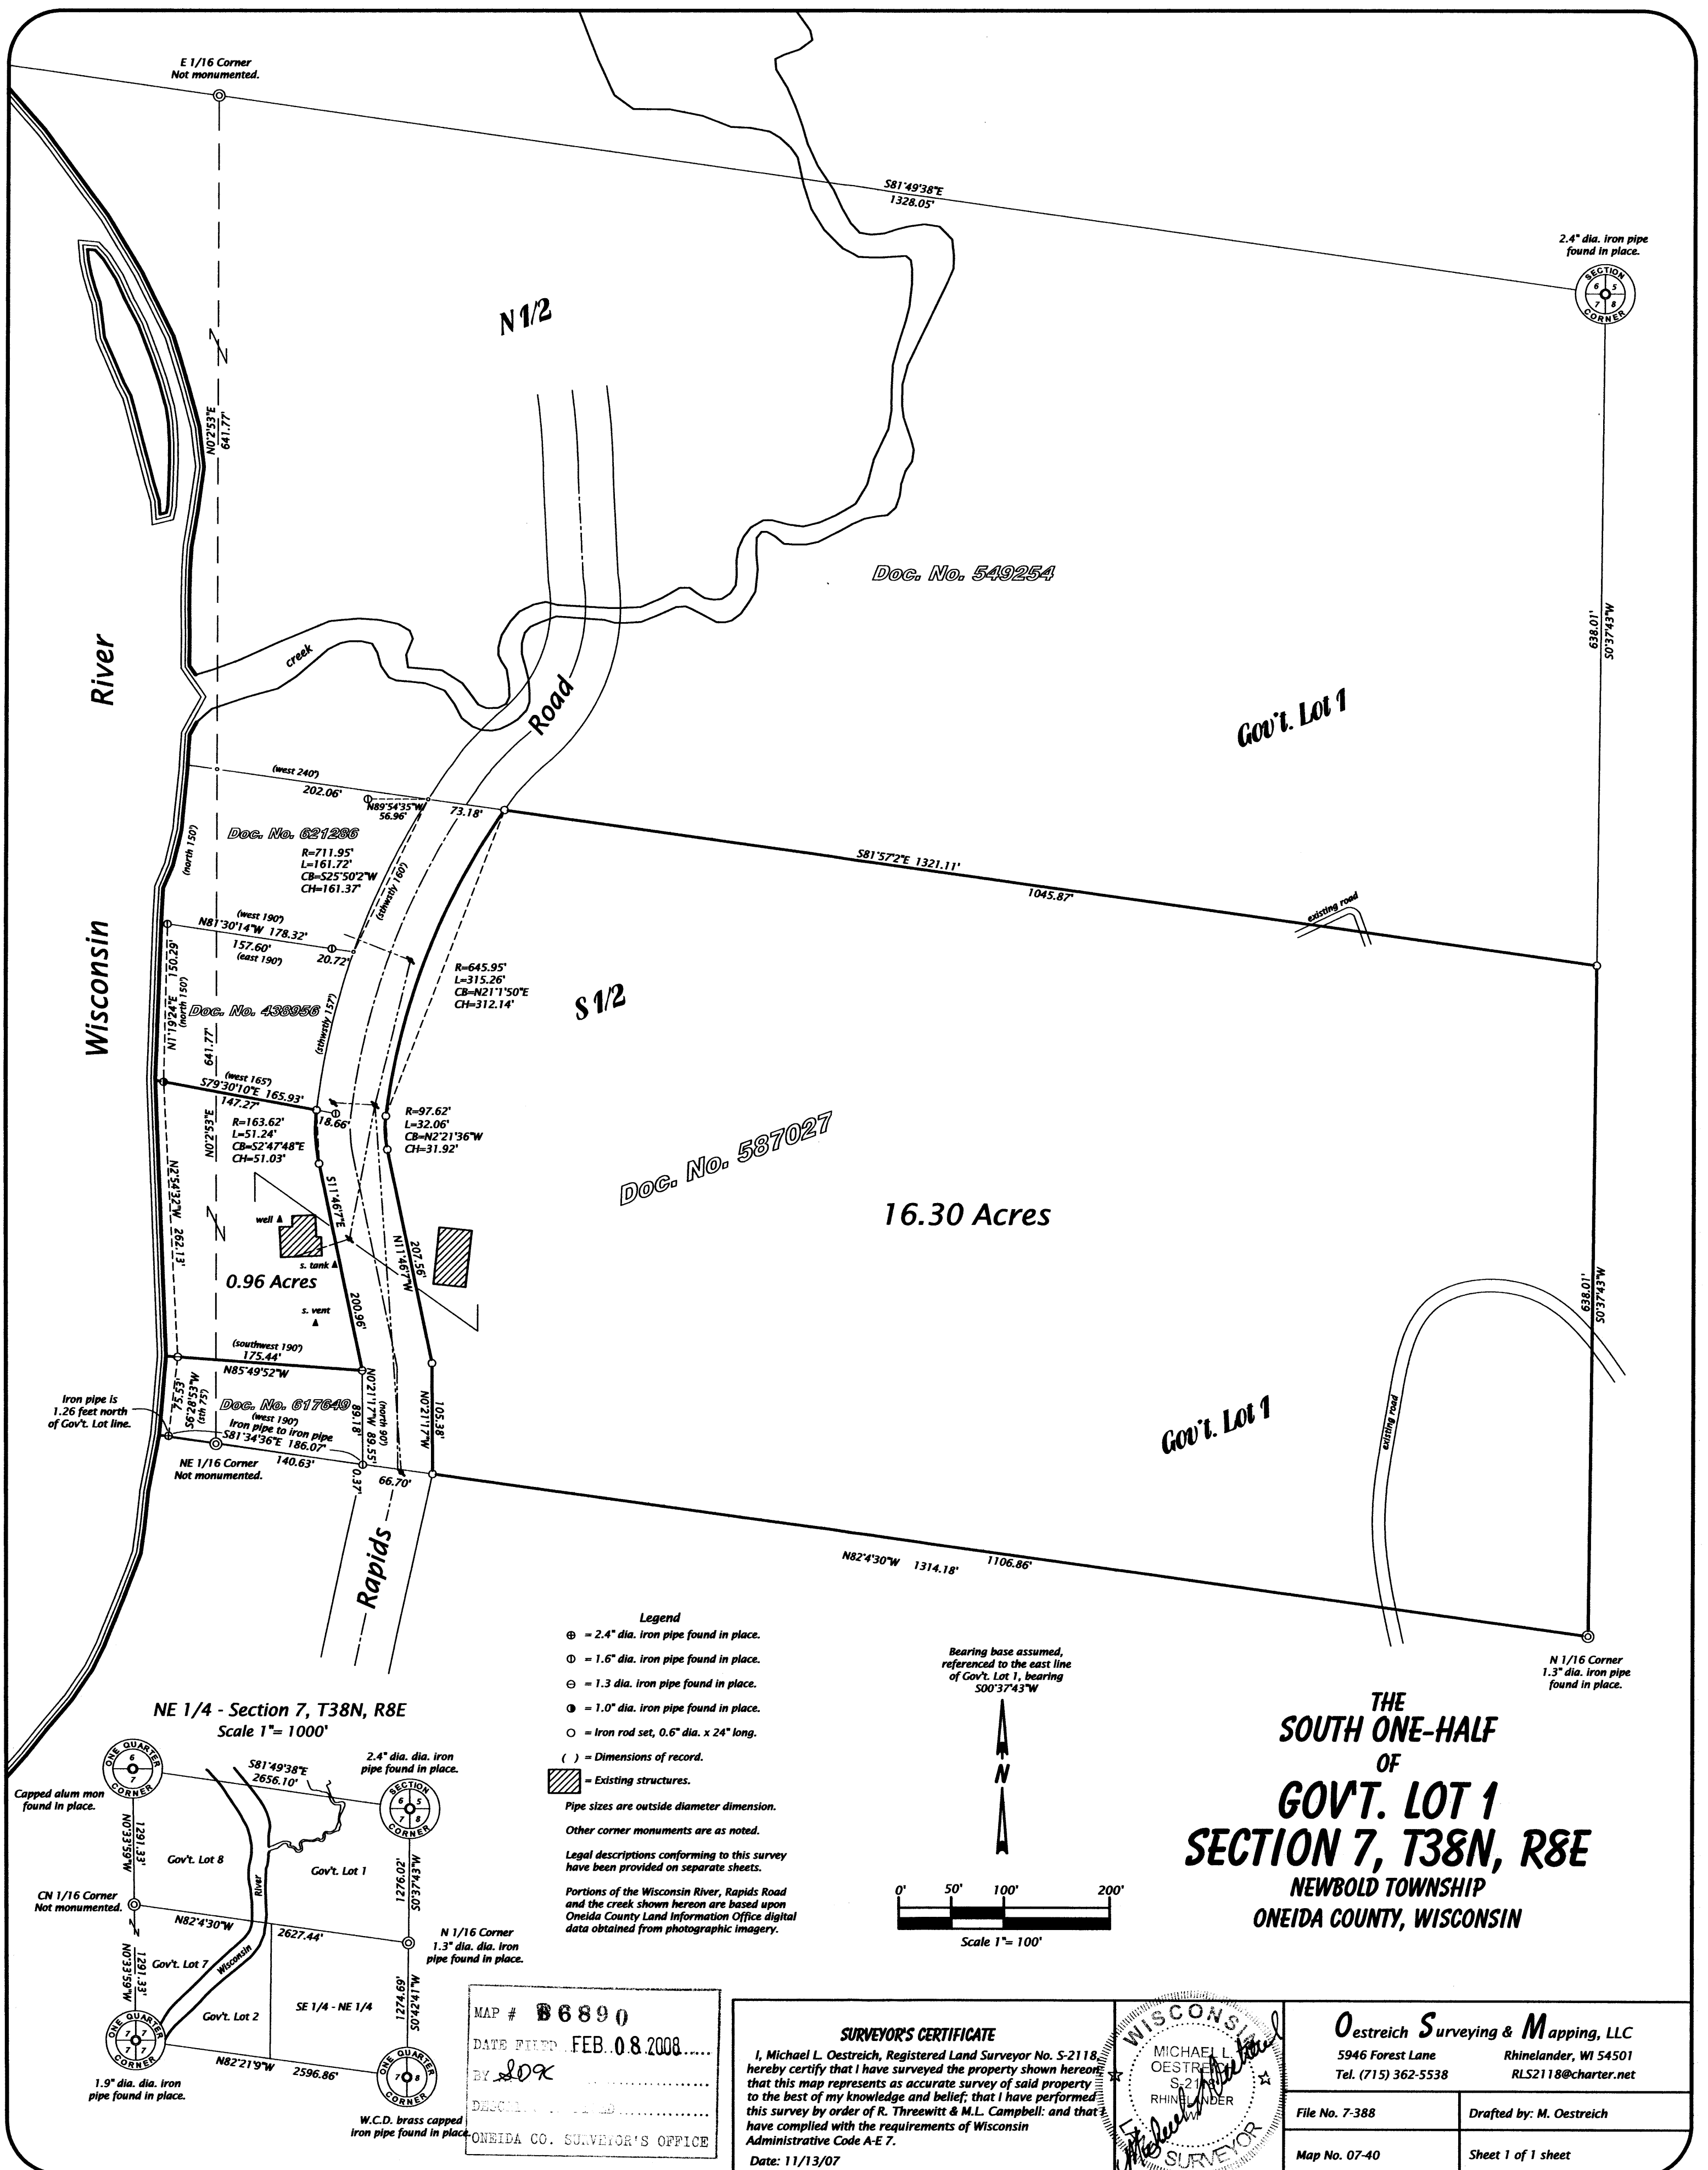 E 1/16 Corner
Not monumented.
S81°49'38"E
1328.05'
2.4" dia. iron pipe
found in place.
SECTION
6 5
7 8
CORNER
N 1/2
N0°2'53"E
641.77'
Doc. No. 549254
638.01'
S0°37'43"W
River
creek
Road
Gov't. Lot 1
(west 240')
202.06'
N89°54'35"W
56.96'
73.18'
(north 150')
Doc. No. 621286
R=711.95'
L=161.72'
CB=S25°50'2"W
CH=161.37'
(sthwstly 160')
S81°57'2"E 1321.11'
1045.87'
existing road
(west 190')
N81°30'14"W 178.32'
157.60'
(east 190')
20.72'
Wisconsin
R=645.95'
L=315.26'
CB=N21°1'50"E
CH=312.14'
S 1/2
N1°19'24"E 150.29'
(north 150')
Doc. No. 438956
(sthwstly 157')
641.77'
N0°2'53"E
(west 165')
S79°30'10"E 165.93'
147.27'
18.66'
R=163.62'
L=51.24'
CB=S2°47'48"E
CH=51.03'
R=97.62'
L=32.06'
CB=N2°21'36"W
CH=31.92'
Doc. No. 587027
16.30 Acres
N2°54'32"W 262.13'
S11°46'7"E
200.96'
well
s. tank
0.96 Acres
s. vent
207.56'
N11°46'7"W
638.01'
S0°37'43"W
(southwest 190')
175.44'
N85°49'52"W
75.53'
S6°28'53"W
(sth 75')
Iron pipe is
1.26 feet north
of Gov't. Lot line.
Doc. No. 617649
(west 190')
Iron pipe to iron pipe
S81°34'36"E 186.07'
140.63'
NE 1/16 Corner
Not monumented.
N0°21'17"W 89.55'
89.18'
(north 90')
0.37'
66.70'
105.38'
N0°21'17"W
Gov't. Lot 1
existing road
N82°4'30"W 1314.18' 1106.86'
Rapids
N 1/16 Corner
1.3" dia. iron pipe
found in place.
Legend
= 2.4" dia. iron pipe found in place.
= 1.6" dia. iron pipe found in place.
= 1.3 dia. iron pipe found in place.
= 1.0" dia. iron pipe found in place.
= Iron rod set, 0.6" dia. x 24" long.
( ) = Dimensions of record.
= Existing structures.
Pipe sizes are outside diameter dimension.
Other corner monuments are as noted.
Legal descriptions conforming to this survey
have been provided on separate sheets.
Portions of the Wisconsin River, Rapids Road
and the creek shown hereon are based upon
Oneida County Land Information Office digital
data obtained from photographic imagery.
Bearing base assumed,
referenced to the east line
of Gov't. Lot 1, bearing
S00°37'43"W
N
0' 50' 100' 200'
Scale 1"= 100'
THE
SOUTH ONE-HALF
OF
GOV'T. LOT 1
SECTION 7, T38N, R8E
NEWBOLD TOWNSHIP
ONEIDA COUNTY, WISCONSIN
NE 1/4 - Section 7, T38N, R8E
Scale 1"= 1000'
ONE QUARTER
6
7
CORNER
Capped alum mon
found in place.
S81°49'38"E
2656.10'
2.4" dia. dia. iron
pipe found in place.
SECTION
6 5
7 8
CORNER
1291.33'
N0°33'59"W
Gov't. Lot 8
Gov't. Lot 1
1276.02'
S0°37'43"W
River
CN 1/16 Corner
Not monumented.
N82°4'30"W
2627.44'
N 1/16 Corner
1.3" dia. dia. iron
pipe found in place.
1291.33'
N0°33'59"W
Gov't. Lot 7
Wisconsin
Gov't. Lot 2
SE 1/4 - NE 1/4
1274.69'
S0°42'41"W
ONE QUARTER
7 7
7 7
CORNER
N82°21'9"W
2596.86'
1.9" dia. dia. iron
pipe found in place.
ONE QUARTER
7 8
CORNER
W.C.D. brass capped
iron pipe found in place.
MAP # B6890
DATE FILED FEB. 08.2008
BY
ONEIDA CO. SURVEYOR'S OFFICE
SURVEYOR'S CERTIFICATE
I, Michael L. Oestreich, Registered Land Surveyor No. S-2118,
hereby certify that I have surveyed the property shown hereon
that this map represents as accurate survey of said property
to the best of my knowledge and belief; that I have performed
this survey by order of R. Threewitt & M.L. Campbell: and that I
have complied with the requirements of Wisconsin
Administrative Code A-E 7.
Date: 11/13/07
WISCONSIN
MICHAEL L.
OESTREICH
S-2118
RHINELANDER
WI
SURVEYOR
Oestreich Surveying & Mapping, LLC
5946 Forest Lane Rhinelander, WI 54501
Tel. (715) 362-5538 RLS2118@charter.net
File No. 7-388
Drafted by: M. Oestreich
Map No. 07-40
Sheet 1 of 1 sheet